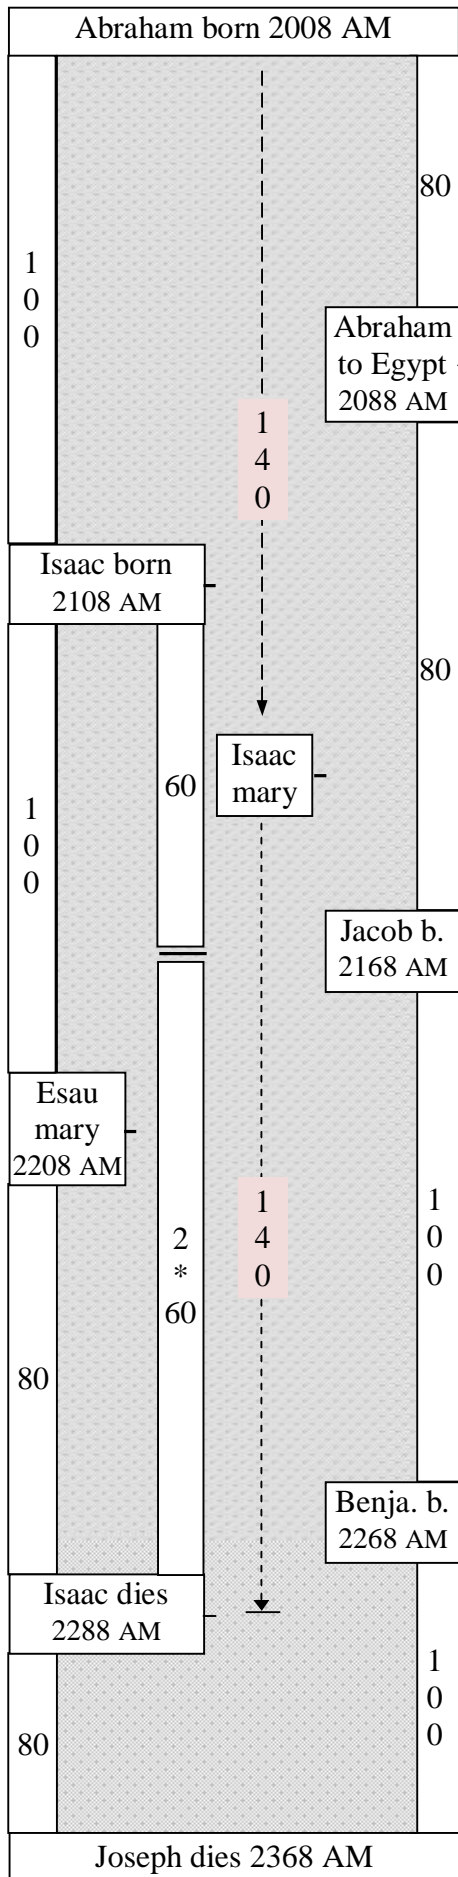 Abraham born 2008 AM
80
1
0
0
Abraham
to Egypt
2088 AM
1
4
0
Isaac born
2108 AM
80
Isaac
mary
60
1
0
0
Jacob b.
2168 AM
Esau
mary
2208 AM
1
4
0
1
0
0
2
*
60
80
Benja. b.
2268 AM
Isaac dies
2288 AM
1
0
0
80
Joseph dies 2368 AM